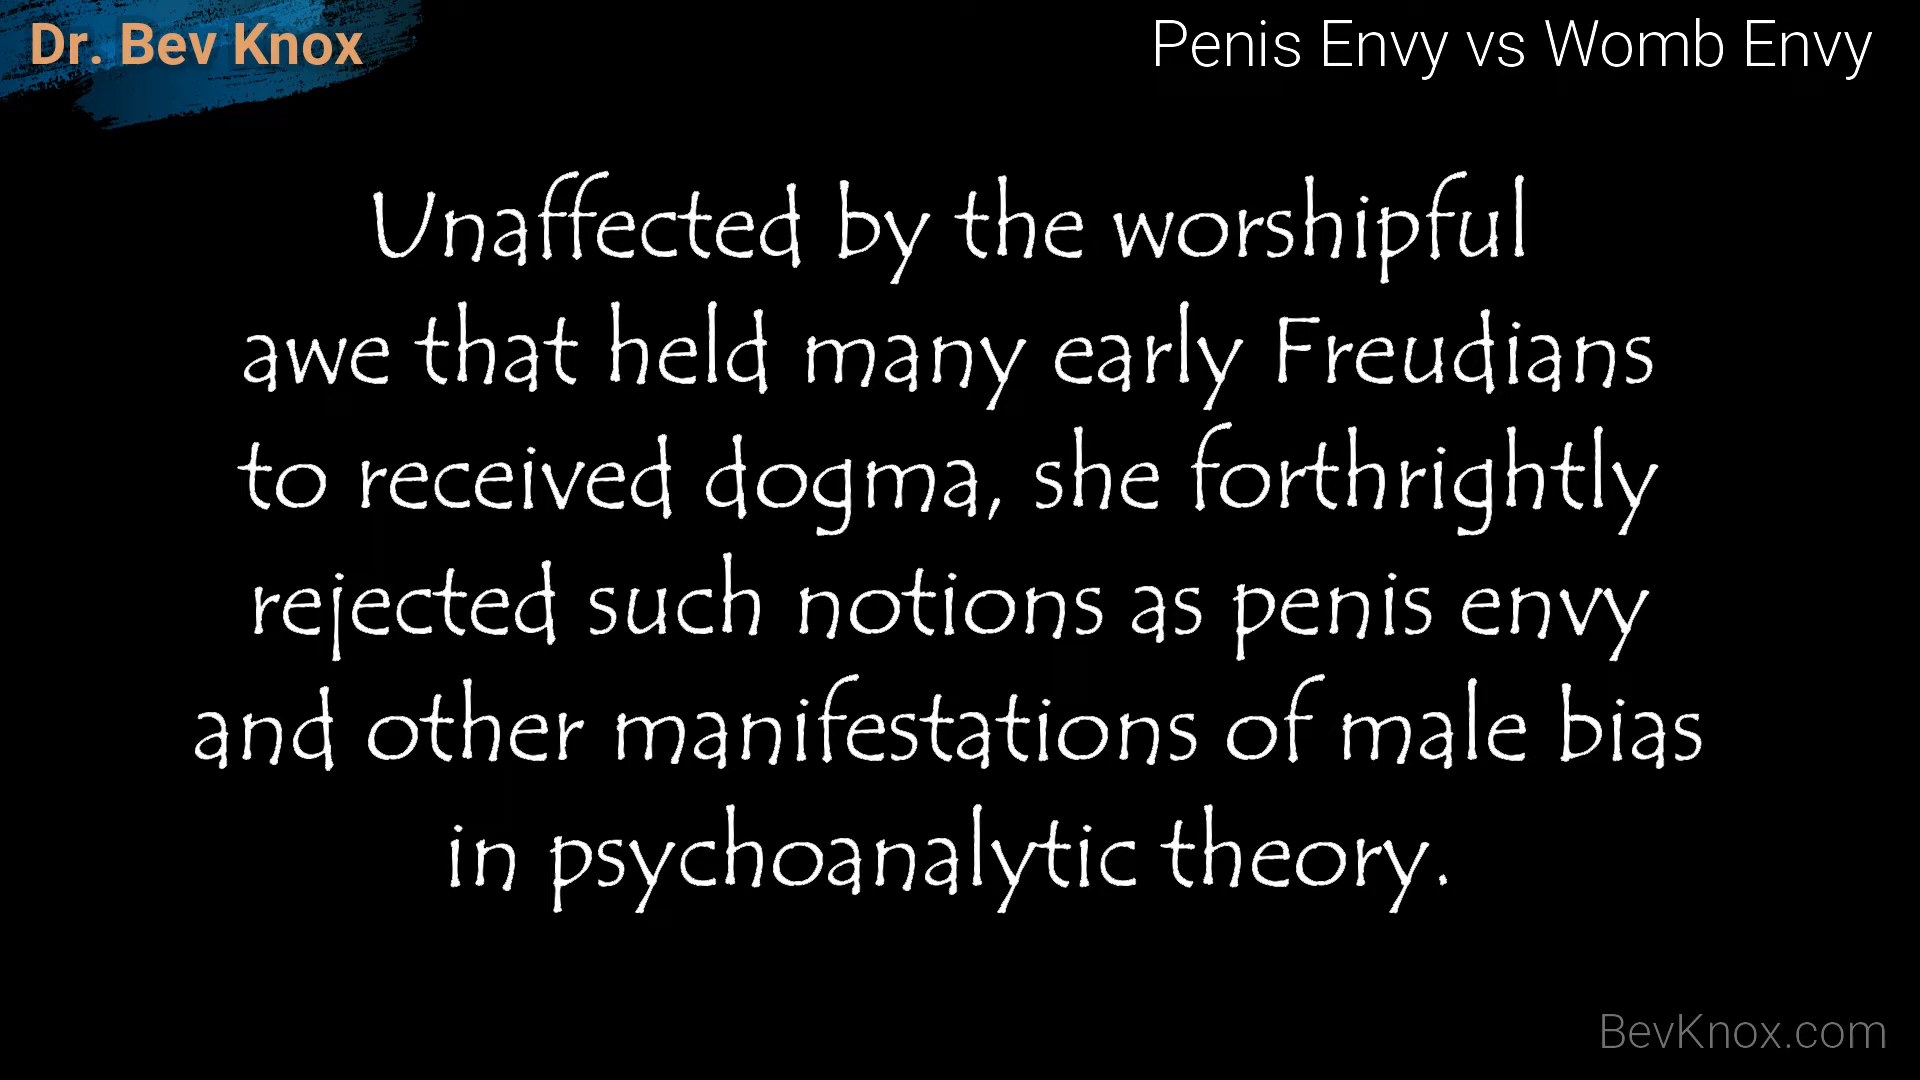 Dr. Bev Knox
Penis Envy vs Womb Envy
Unaffected by the worshipful
awe that held many early Freudians
to received dogma, she forthrightly
rejected such notions as penis envy
and other manifestations of male bias
in psychoanalytic theory.
BevKnox.com